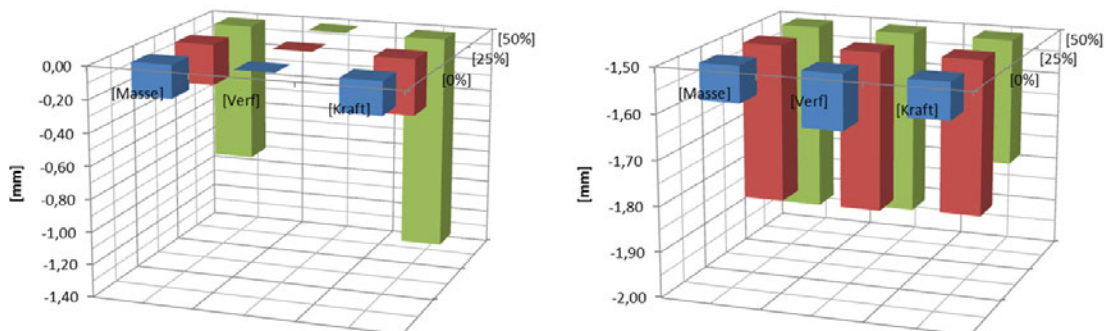 0,00
-0,20
-0,40
-0,60
-0,80
-1,00
-1,20
-1,40
[mm]
[Masse]
[Verf]
[Kraft]
[0%]
[25%]
[50%]
-1,50
-1,60
-1,70
-1,80
-1,90
-2,00
[mm]
[Masse]
[Verf]
[Kraft]
[0%]
[25%]
[50%]